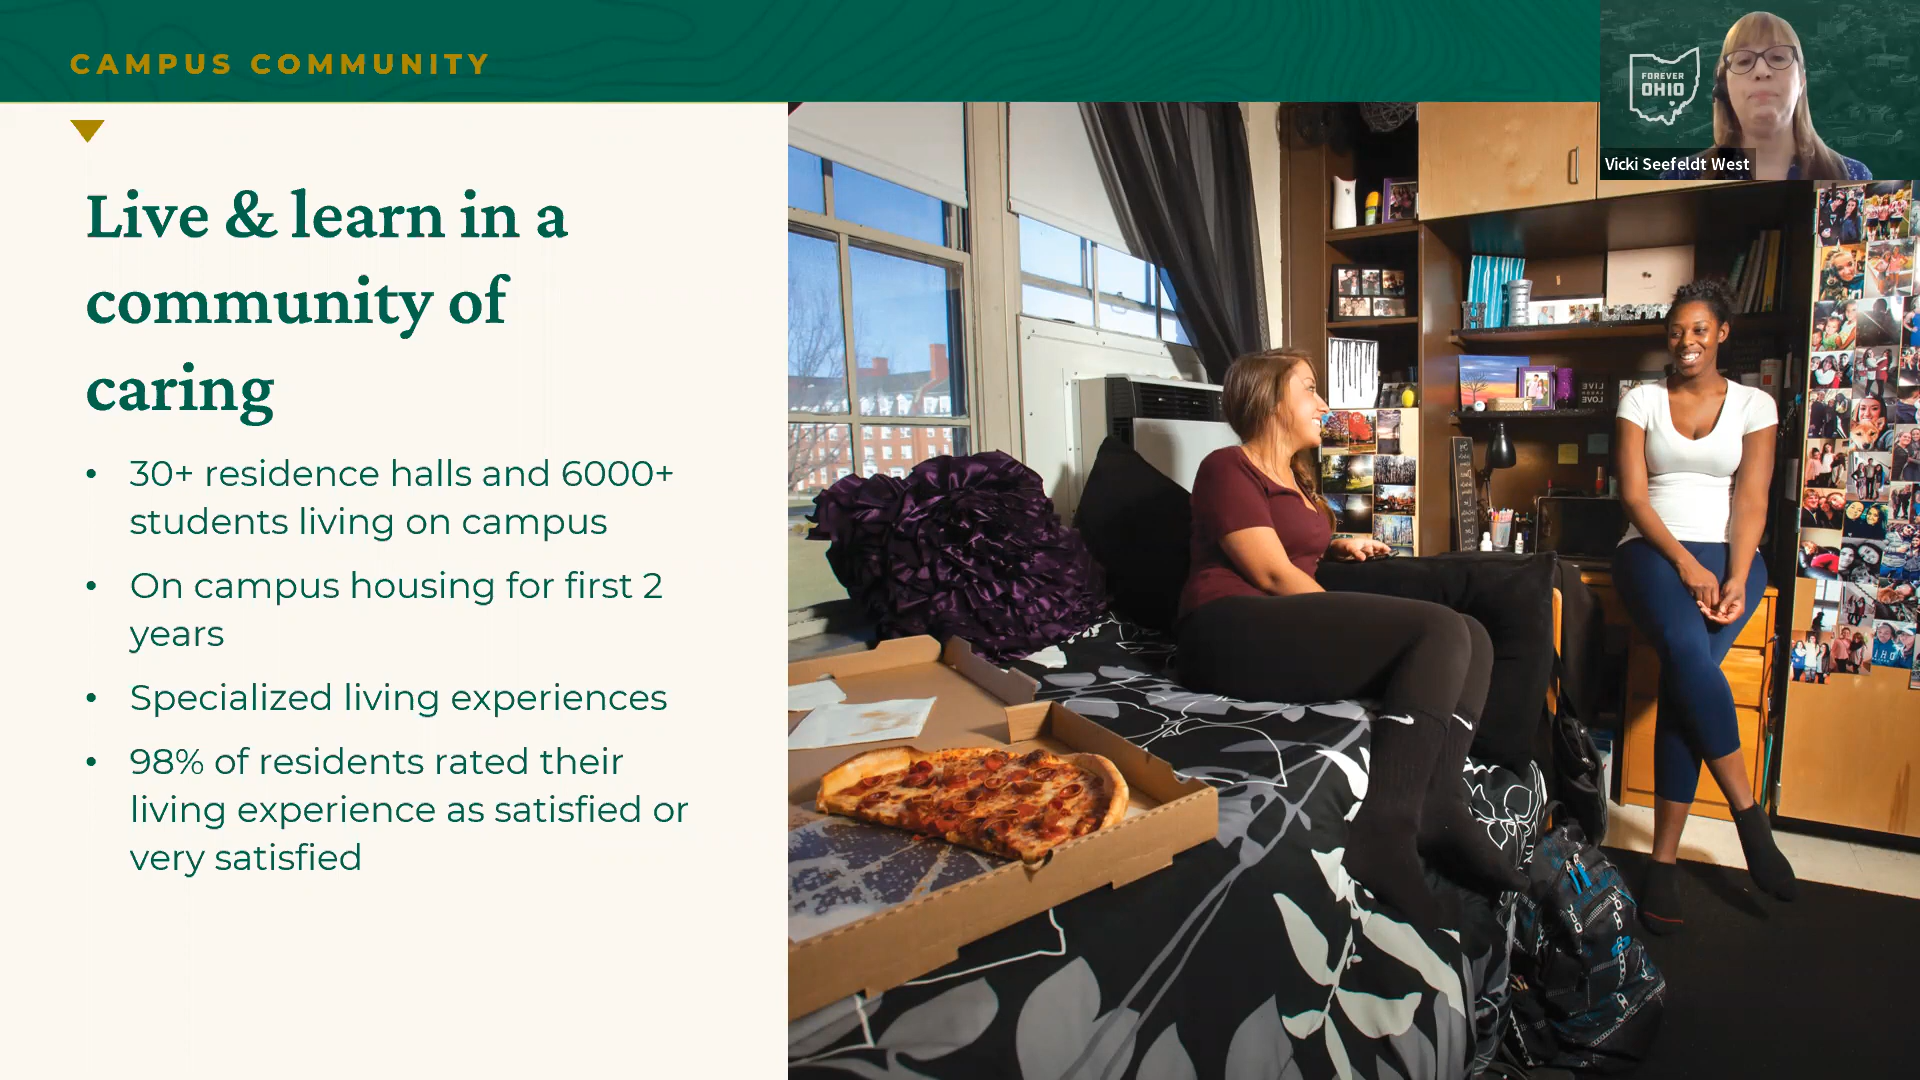 CAMPUS COMMUNITY
FOREVER
OHIO
Vicki Seefeldt West
Live & learn in a
community of
caring
• 30+ residence halls and 6000+
students living on campus
• On campus housing for first 2
years
• Specialized living experiences
• 98% of residents rated their
living experience as satisfied or
very satisfied
LIVE
LOVE